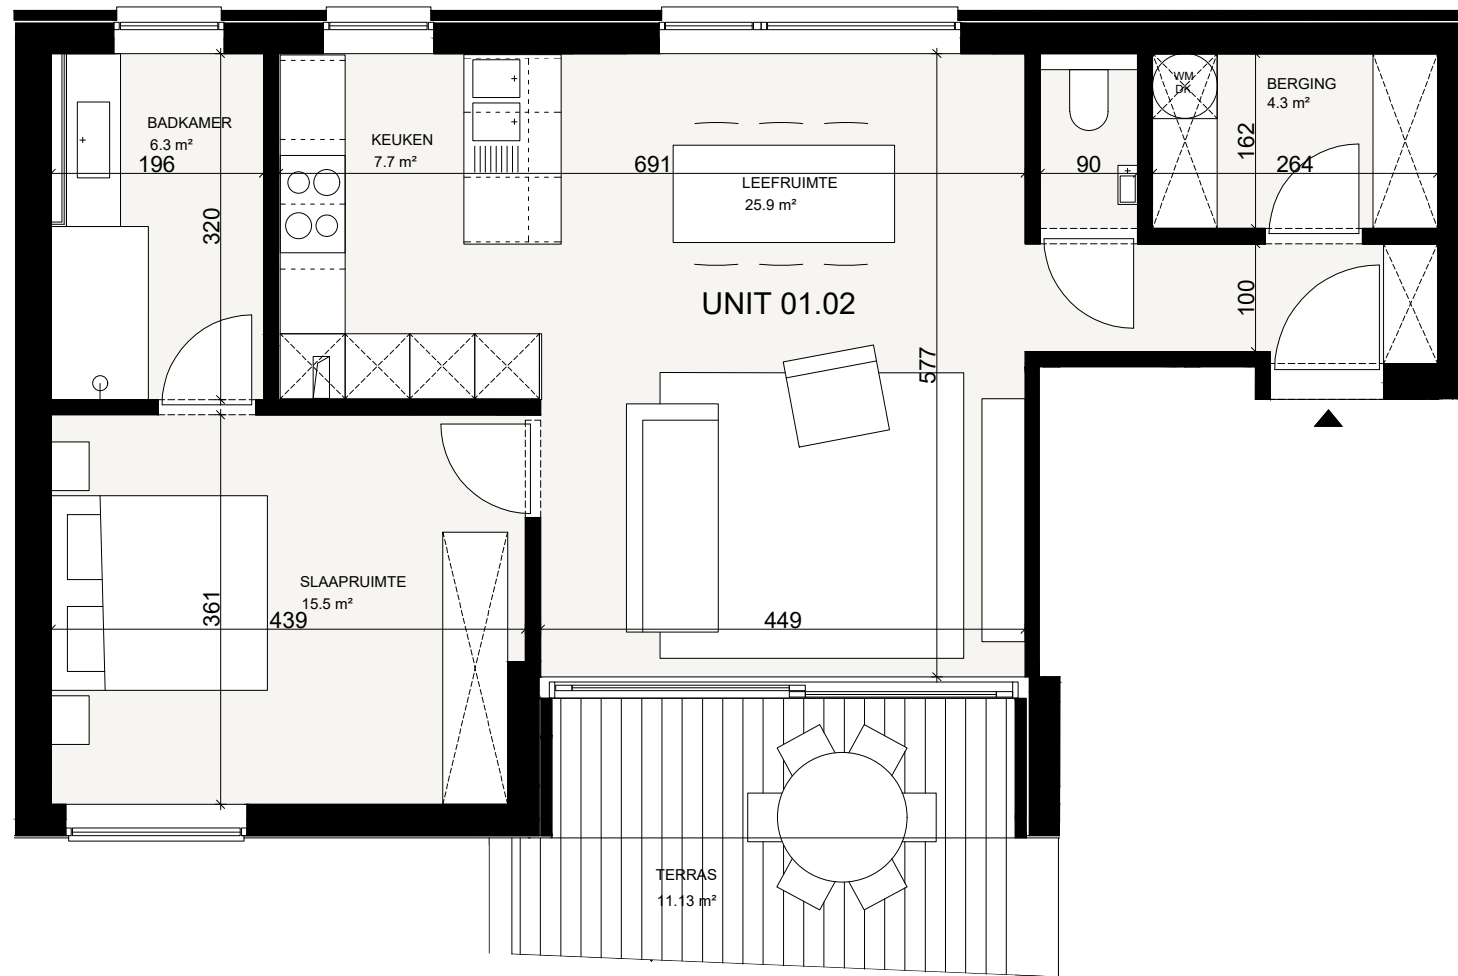 BADKAMER
6.3 m²
196
320
KEUKEN
7.7 m²
691
LEEFRUIMTE
25.9 m²
90
WM
DK
BERGING
4.3 m²
162
264
100
UNIT 01.02
577
SLAAPRUIMTE
15.5 m²
361
439
449
TERRAS
11.13 m²